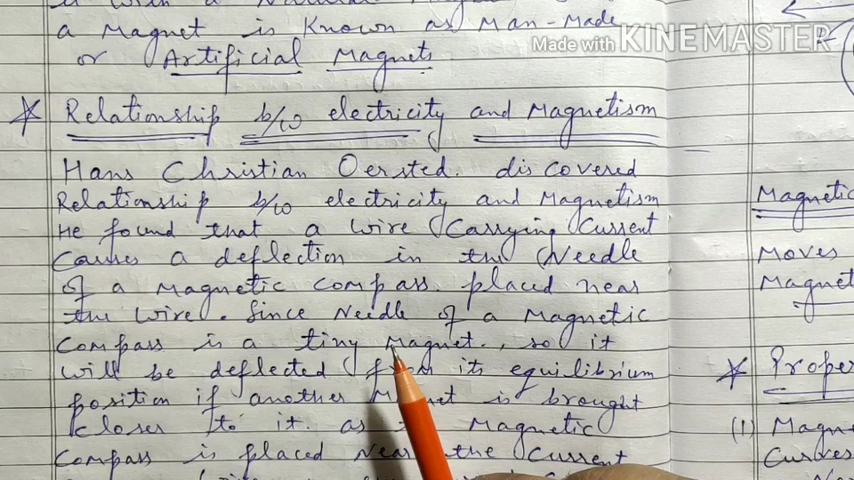 a Magnet is Known as Man-Made
or Artificial Magnets
Made with KINEMASTER
Relationship b/w electricity and Magnetism
Hans Christian Oersted. discovered
Relationship b/w electricity and Magnetism
He found that a wire Carrying Current
Causes a deflection in the Needle
of a Magnetic Compass. placed near
the wire. Since Needle of a Magnetic
Compass is a tiny Magnet., so it
will be deflected from its equilibrium
position if another Magnet is brought
closer to it. as the Magnetic
Compass is placed Near the Current
Magnetic
Moves
Magnet
Proper
(1) Magn
Curves